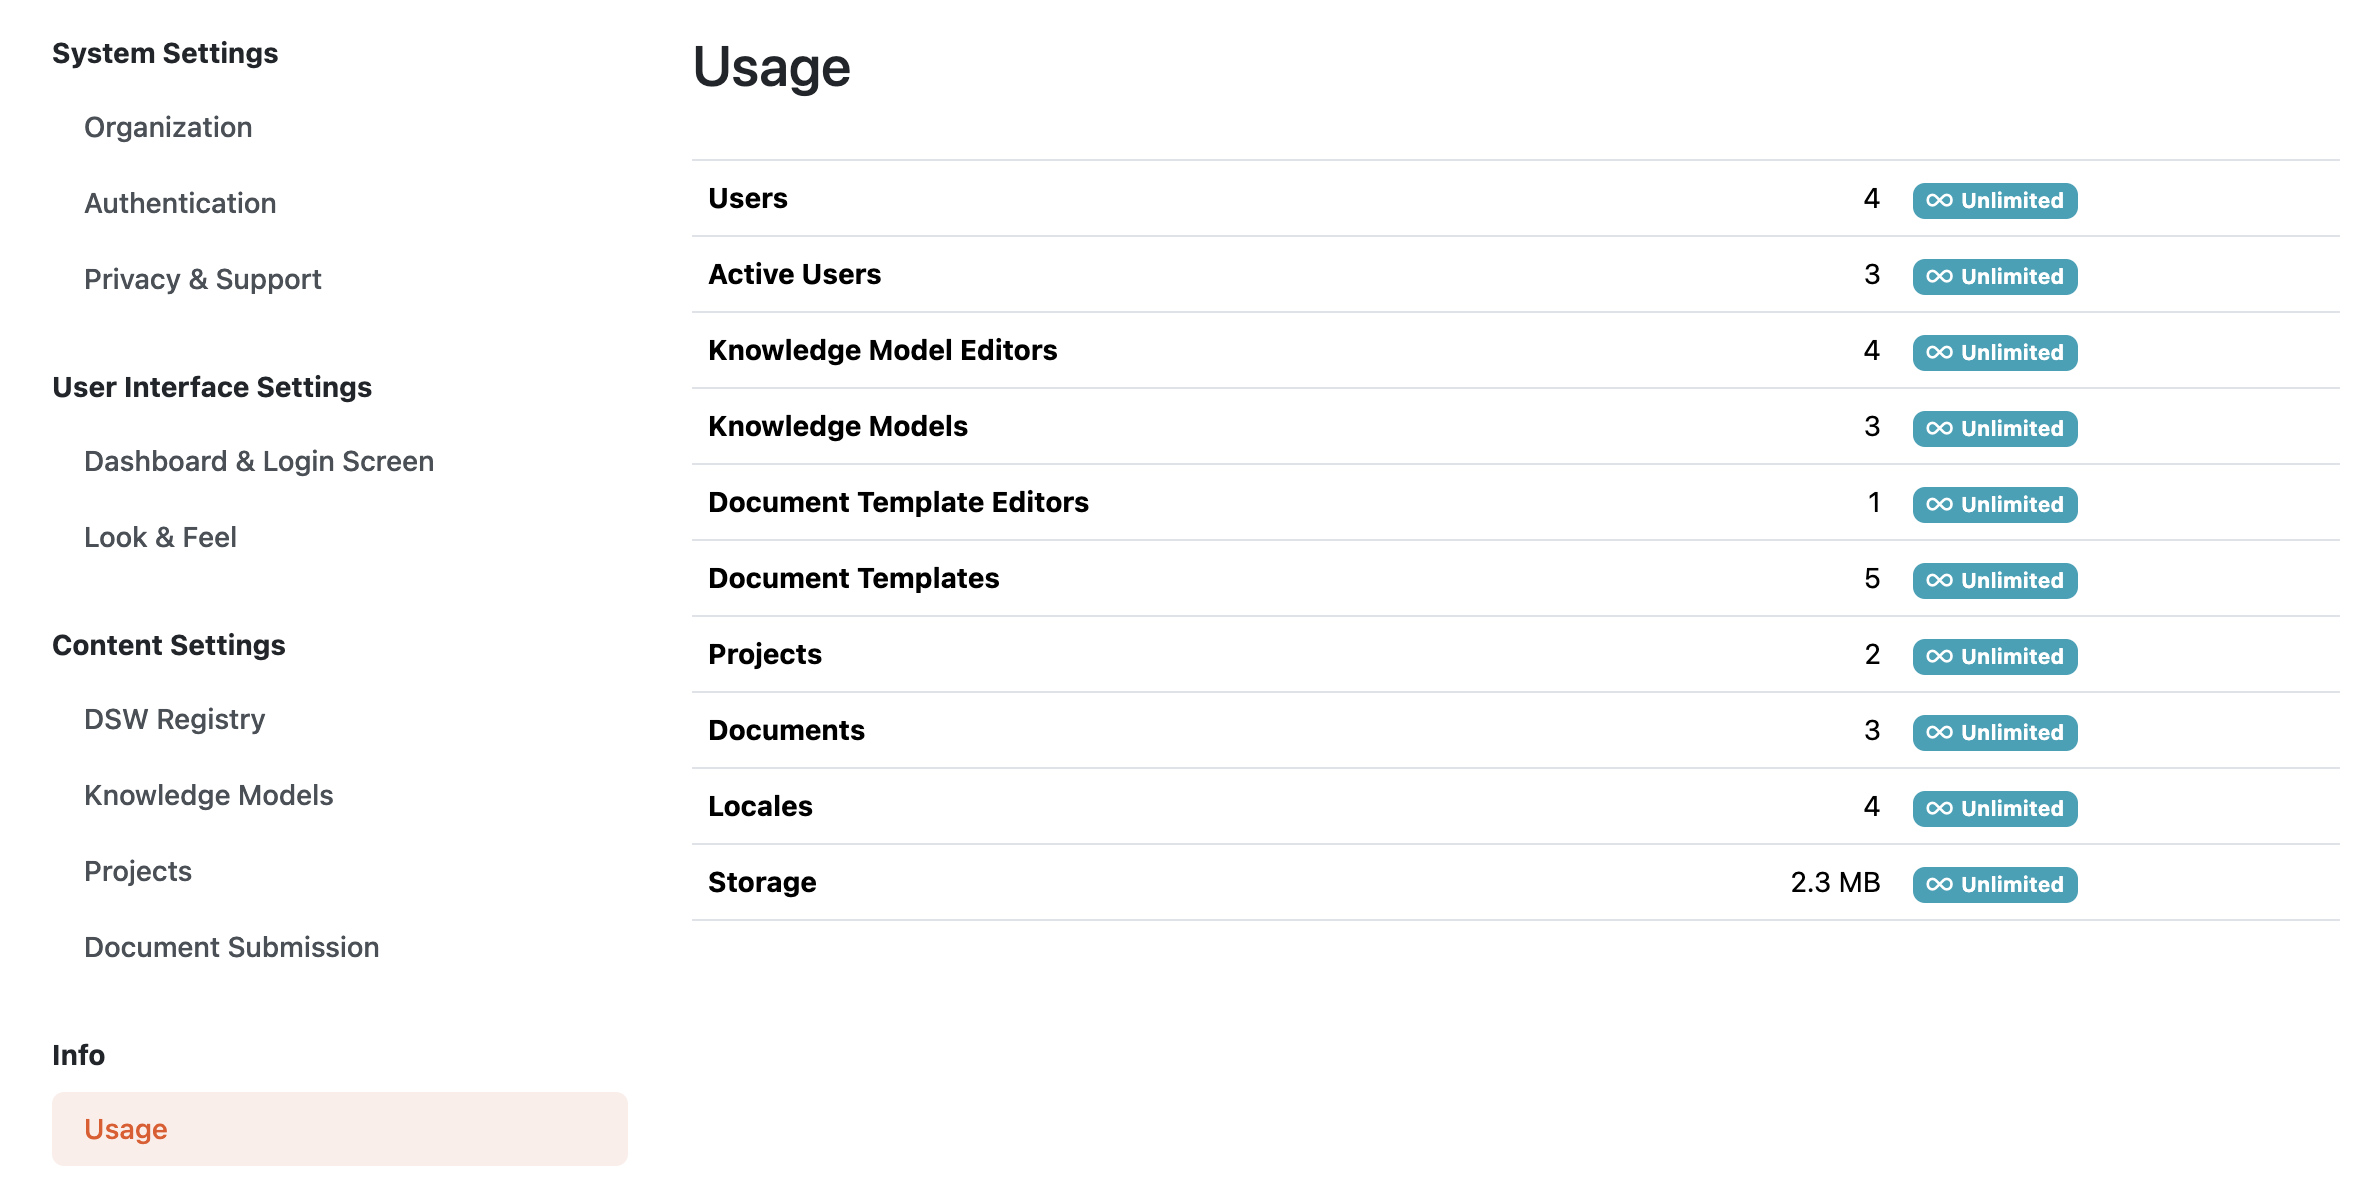 System Settings
Organization
Authentication
Privacy & Support
User Interface Settings
Dashboard & Login Screen
Look & Feel
Content Settings
DSW Registry
Knowledge Models
Projects
Document Submission
Info
Usage
Usage
Users 4 ∞ Unlimited
Active Users 3 ∞ Unlimited
Knowledge Model Editors 4 ∞ Unlimited
Knowledge Models 3 ∞ Unlimited
Document Template Editors 1 ∞ Unlimited
Document Templates 5 ∞ Unlimited
Projects 2 ∞ Unlimited
Documents 3 ∞ Unlimited
Locales 4 ∞ Unlimited
Storage 2.3 MB ∞ Unlimited